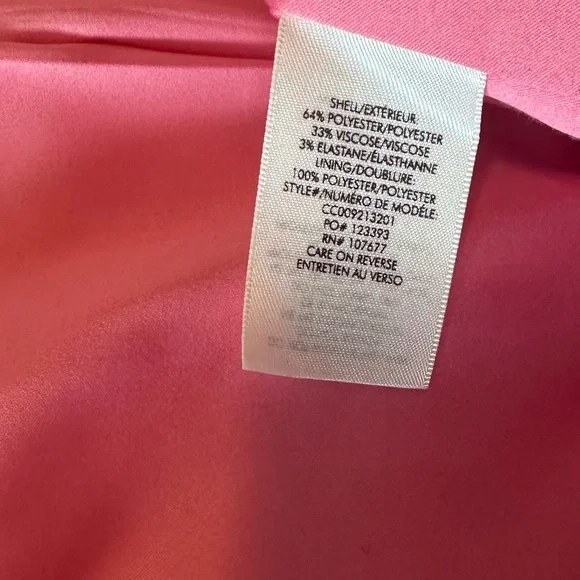 SHELL/EXTÉRIEUR
64% POLYESTER/POLYESTER
33% VISCOSE/VISCOSE
3% ELASTANE/ÉLASTHANNE
LINING/DOUBLURE:
100% POLYESTER/POLYESTER
STYLE#/NUMÉRO DE MODÉLE:
CC009213201
PO# 123393
RN# 107677
CARE ON REVERSE
ENTRETIEN AU VERSO